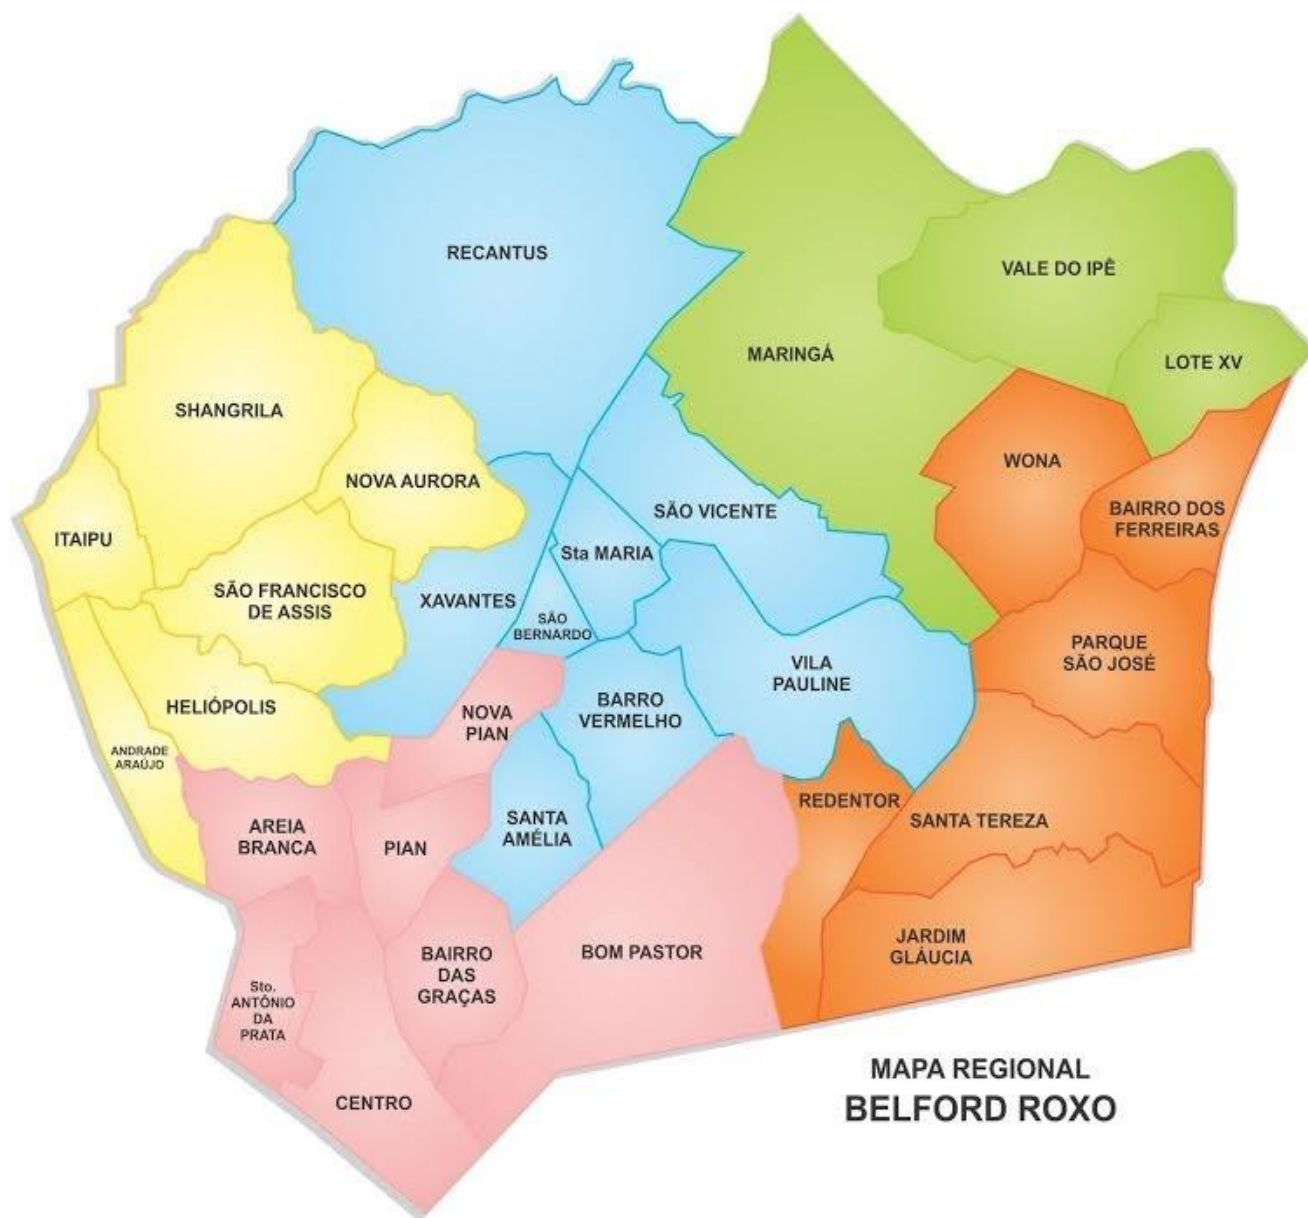 RECANTUS
VALE DO IPÊ
MARINGÁ
LOTE XV
SHANGRILA
NOVA AURORA
WONA
SÃO VICENTE
BAIRRO DOS
FERREIRAS
ITAIPU
Sta MARIA
SÃO FRANCISCO
DE ASSIS
XAVANTES
SÃO
BERNARDO
PARQUE
SÃO JOSÉ
VILA
PAULINE
HELIÓPOLIS
NOVA
PIAN
BARRO
VERMELHO
ANDRADE
ARAÚJO
REDENTOR
SANTA TEREZA
AREIA
BRANCA
PIAN
SANTA
AMÉLIA
JARDIM
GLÁUCIA
BAIRRO
DAS
GRAÇAS
BOM PASTOR
Sto.
ANTÔNIO
DA
PRATA
CENTRO
MAPA REGIONAL
BELFORD ROXO